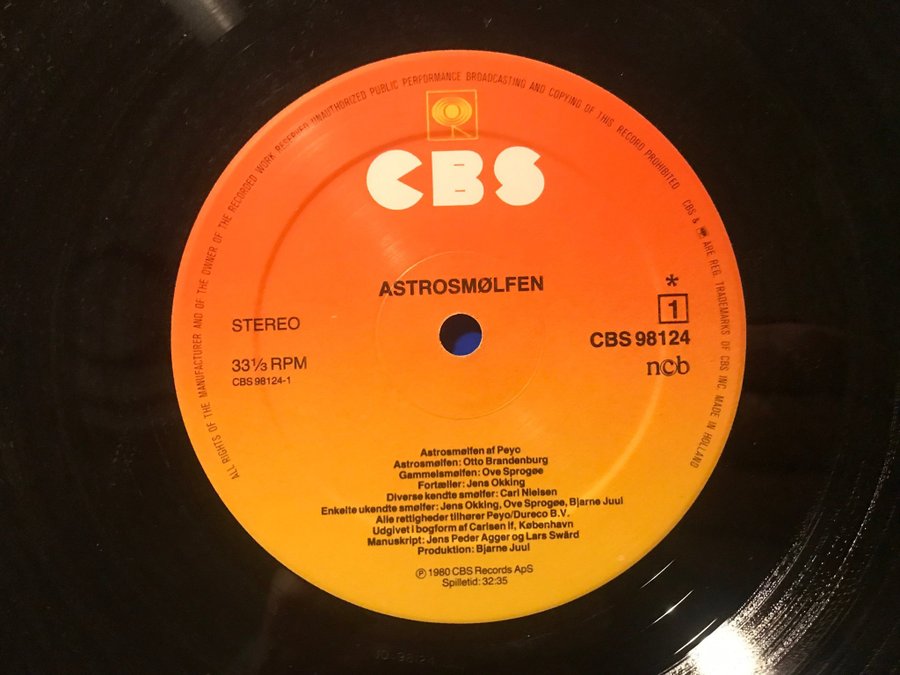 ALL RIGHTS OF THE MANUFACTURER AND OF THE OWNER OF THE RECORDED WORK RESERVED UNAUTHORIZED PUBLIC PERFORMANCE BROADCASTING AND COPYING OF THIS RECORD PROHIBITED
CBS & ARE REG. TRADEMARKS OF CBS INC. MADE IN HOLLAND
CBS
ASTROSMØLFEN
STEREO
33⅓ RPM
CBS 98124-1
*
1
CBS 98124
ncb
Astrosmølfen af Peyo
Astrosmølfen: Otto Brandenburg
Gammelsmølfen: Ove Sprogøe
Fortæller: Jens Okking
Diverse kendte smølfer: Carl Nielsen
Enkelte ukendte smølfer: Jens Okking, Ove Sprogøe, Bjarne Juul
Alle rettigheder tilhører Peyo/Dureco B.V.
Udgivet i bogform af Carlsen If, København
Manuskript: Jens Peder Agger og Lars Swärd
Produktion: Bjarne Juul
℗ 1980 CBS Records ApS
Spilletid: 32:35